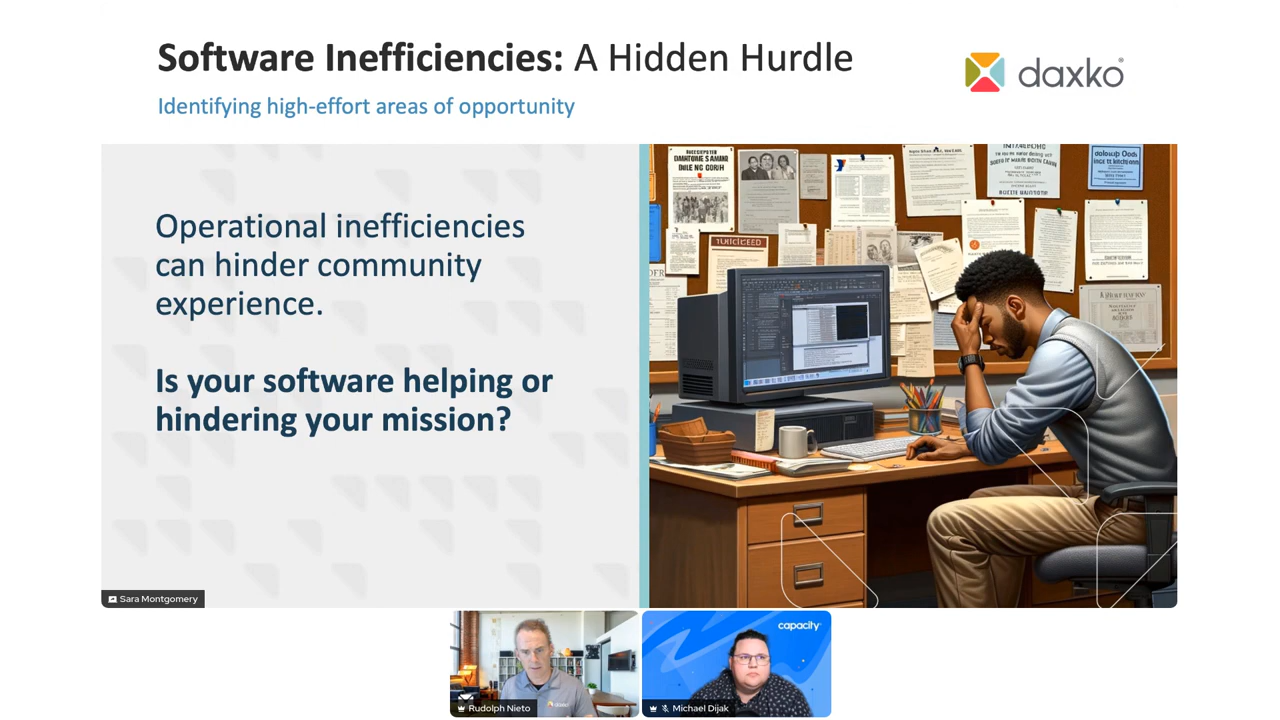 Software Inefficiencies: A Hidden Hurdle
daxko
Identifying high-effort areas of opportunity
Operational inefficiencies
can hinder community
experience.
Is your software helping or
hindering your mission?
Sara Montgomery
capacity
Rudolph Nieto
Michael Dijak